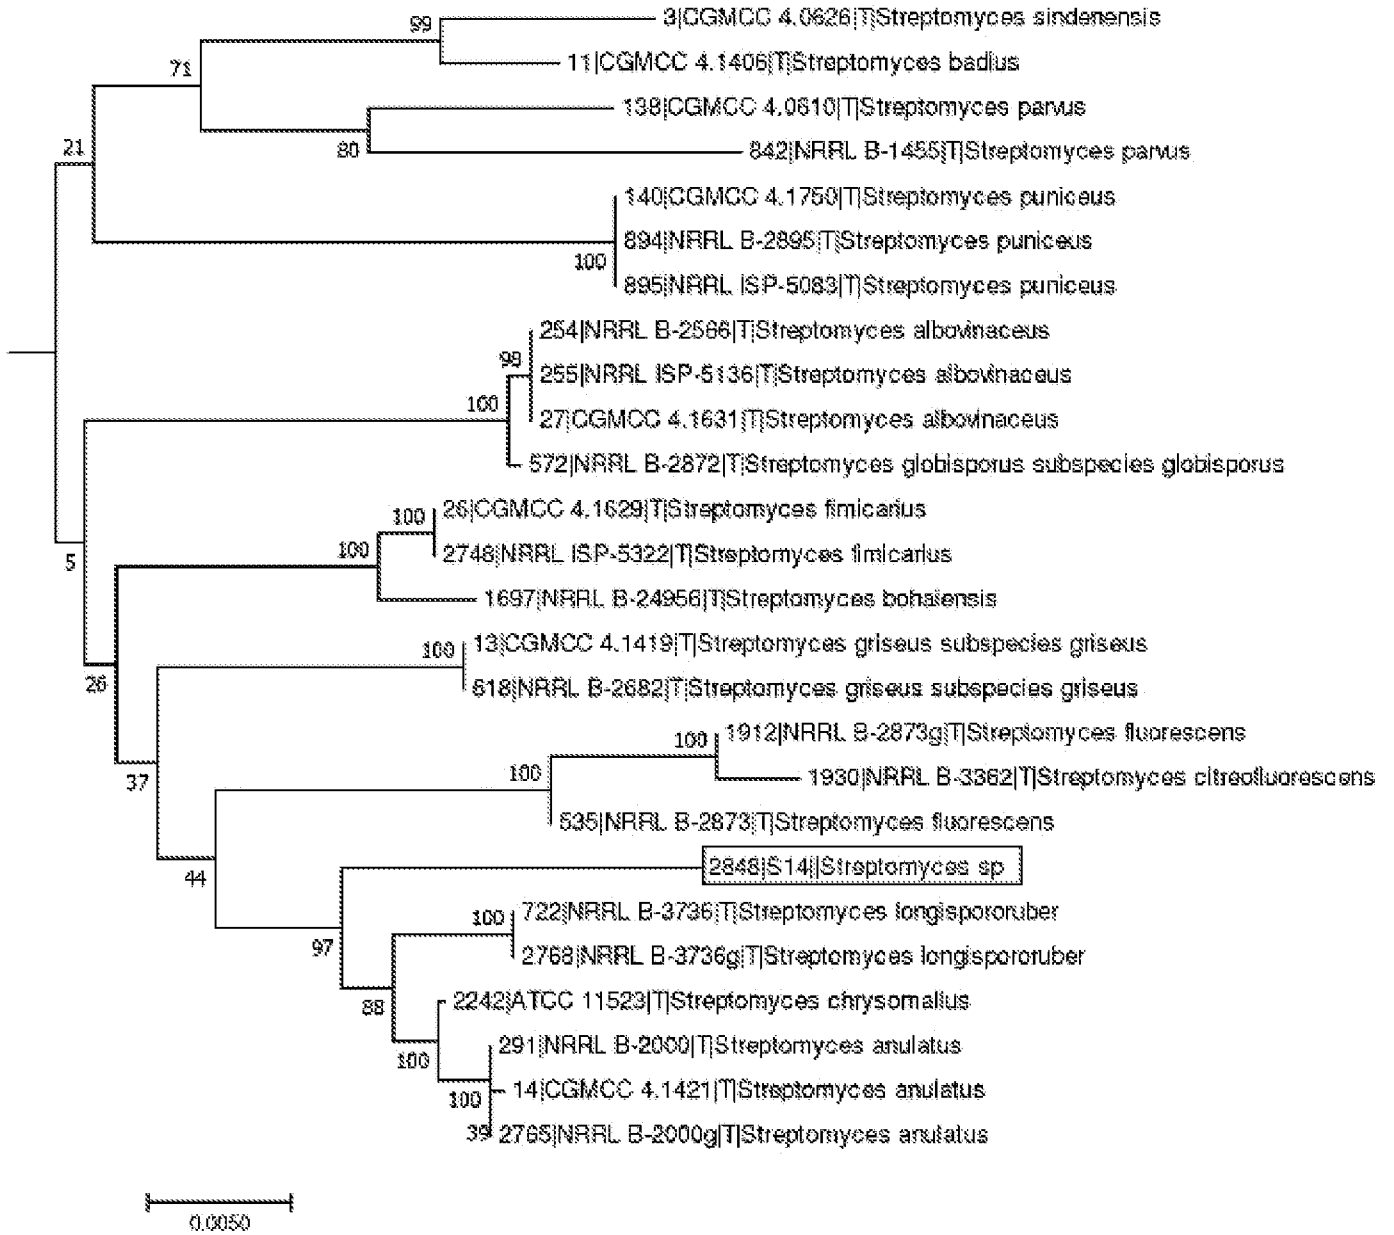 99
3|CGMCC 4.0626|T|Streptomyces sindenensis
11|CGMCC 4.1406|T|Streptomyces badius
71
138|CGMCC 4.0610|T|Streptomyces parvus
80
842|NRRL B-1455|T|Streptomyces parvus
21
140|CGMCC 4.1750|T|Streptomyces puniceus
894|NRRL B-2895|T|Streptomyces puniceus
100
895|NRRL ISP-5083|T|Streptomyces puniceus
254|NRRL B-2566|T|Streptomyces albovinaceus
98
255|NRRL ISP-5136|T|Streptomyces albovinaceus
100
27|CGMCC 4.1631|T|Streptomyces albovinaceus
572|NRRL B-2872|T|Streptomyces globisporus subspecies globisporus
5
100
26|CGMCC 4.1629|T|Streptomyces fimicarius
100
2748|NRRL ISP-5322|T|Streptomyces fimicarius
1697|NRRL B-24956|T|Streptomyces bohaiensis
26
100
13|CGMCC 4.1419|T|Streptomyces griseus subspecies griseus
618|NRRL B-2682|T|Streptomyces griseus subspecies griseus
37
100
1912|NRRL B-2873g|T|Streptomyces fluorescens
100
1930|NRRL B-3362|T|Streptomyces citreofluorescens
535|NRRL B-2873|T|Streptomyces fluorescens
44
2848|S14||Streptomyces sp
97
100
722|NRRL B-3736|T|Streptomyces longispororuber
2768|NRRL B-3736g|T|Streptomyces longispororuber
88
2242|ATCC 11523|T|Streptomyces chrysomallus
100
291|NRRL B-2000|T|Streptomyces anulatus
100
14|CGMCC 4.1421|T|Streptomyces anulatus
39
2765|NRRL B-2000g|T|Streptomyces anulatus
0.0050